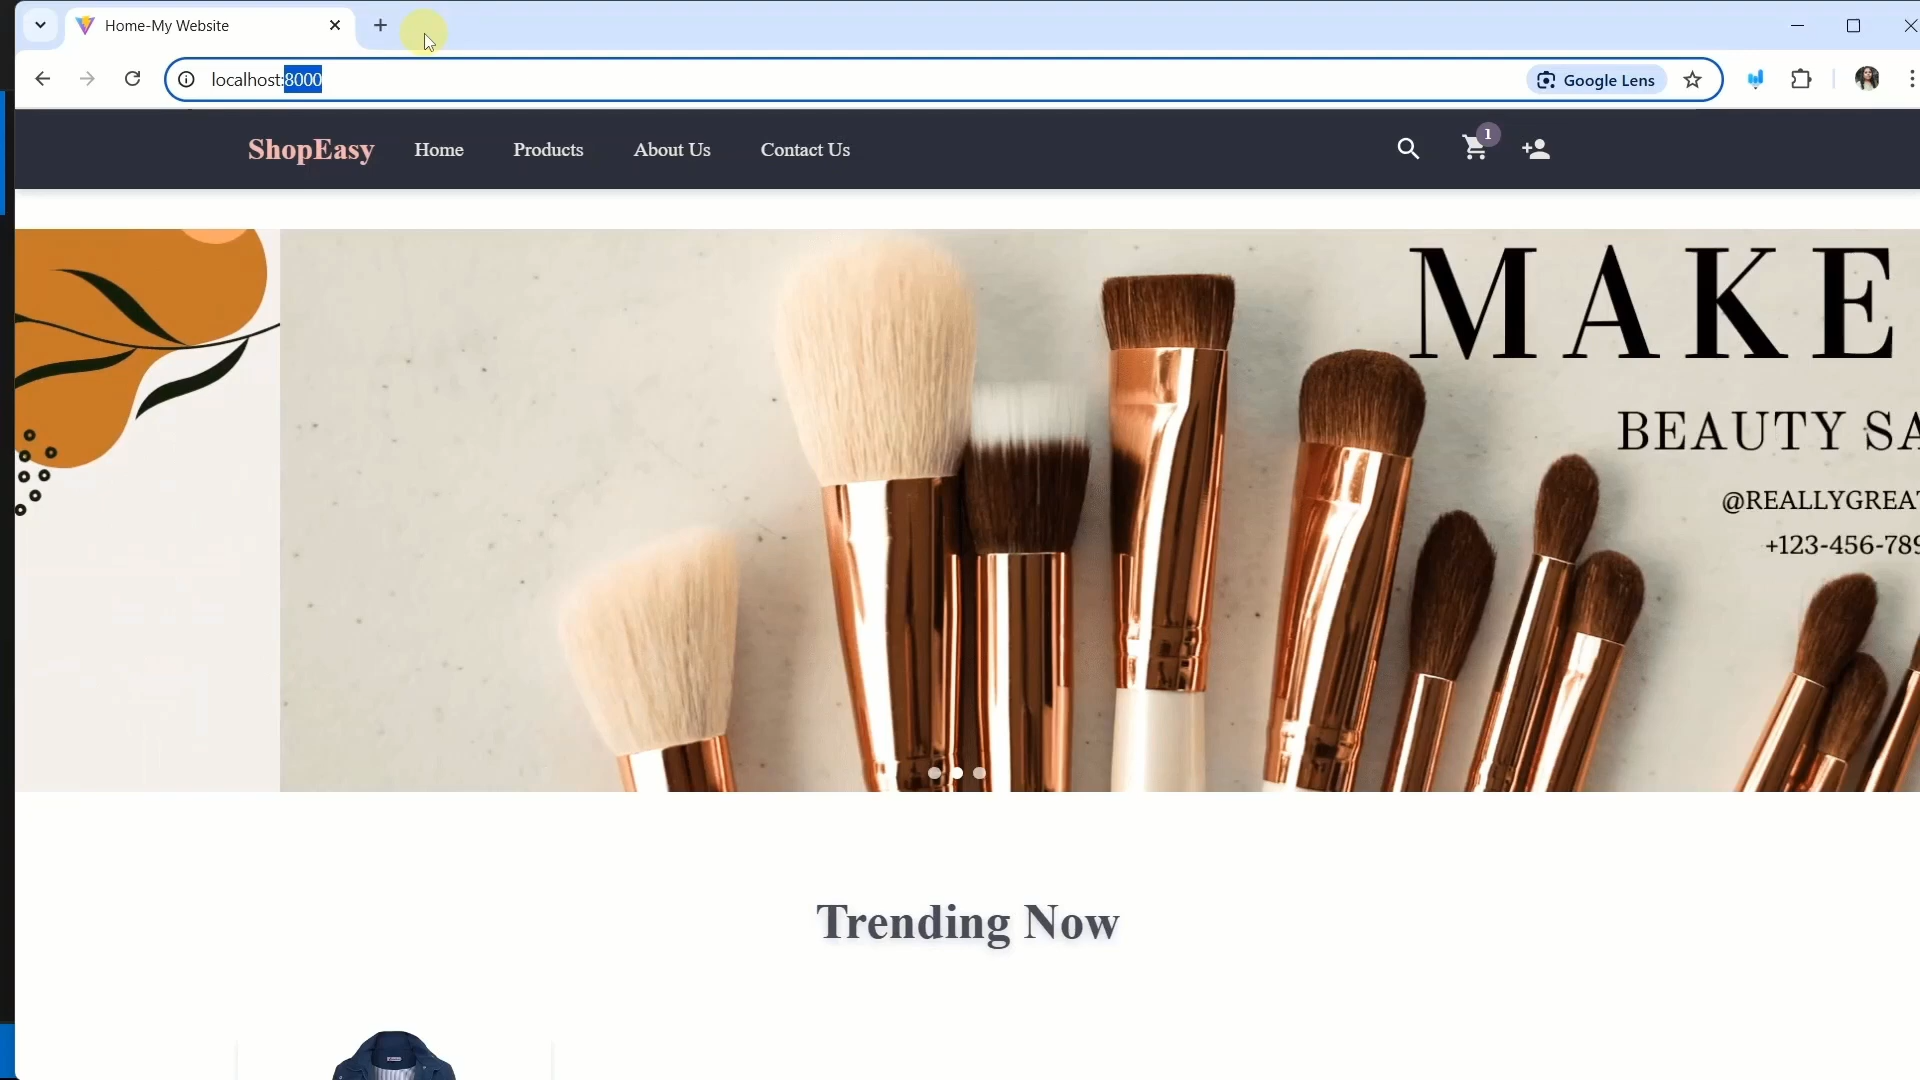 Home-My Website
localhost:8000
Google Lens
ShopEasy Home Products About Us Contact Us
1
MAKE
BEAUTY SA
@REALLYGREAT
+123-456-789
Trending Now